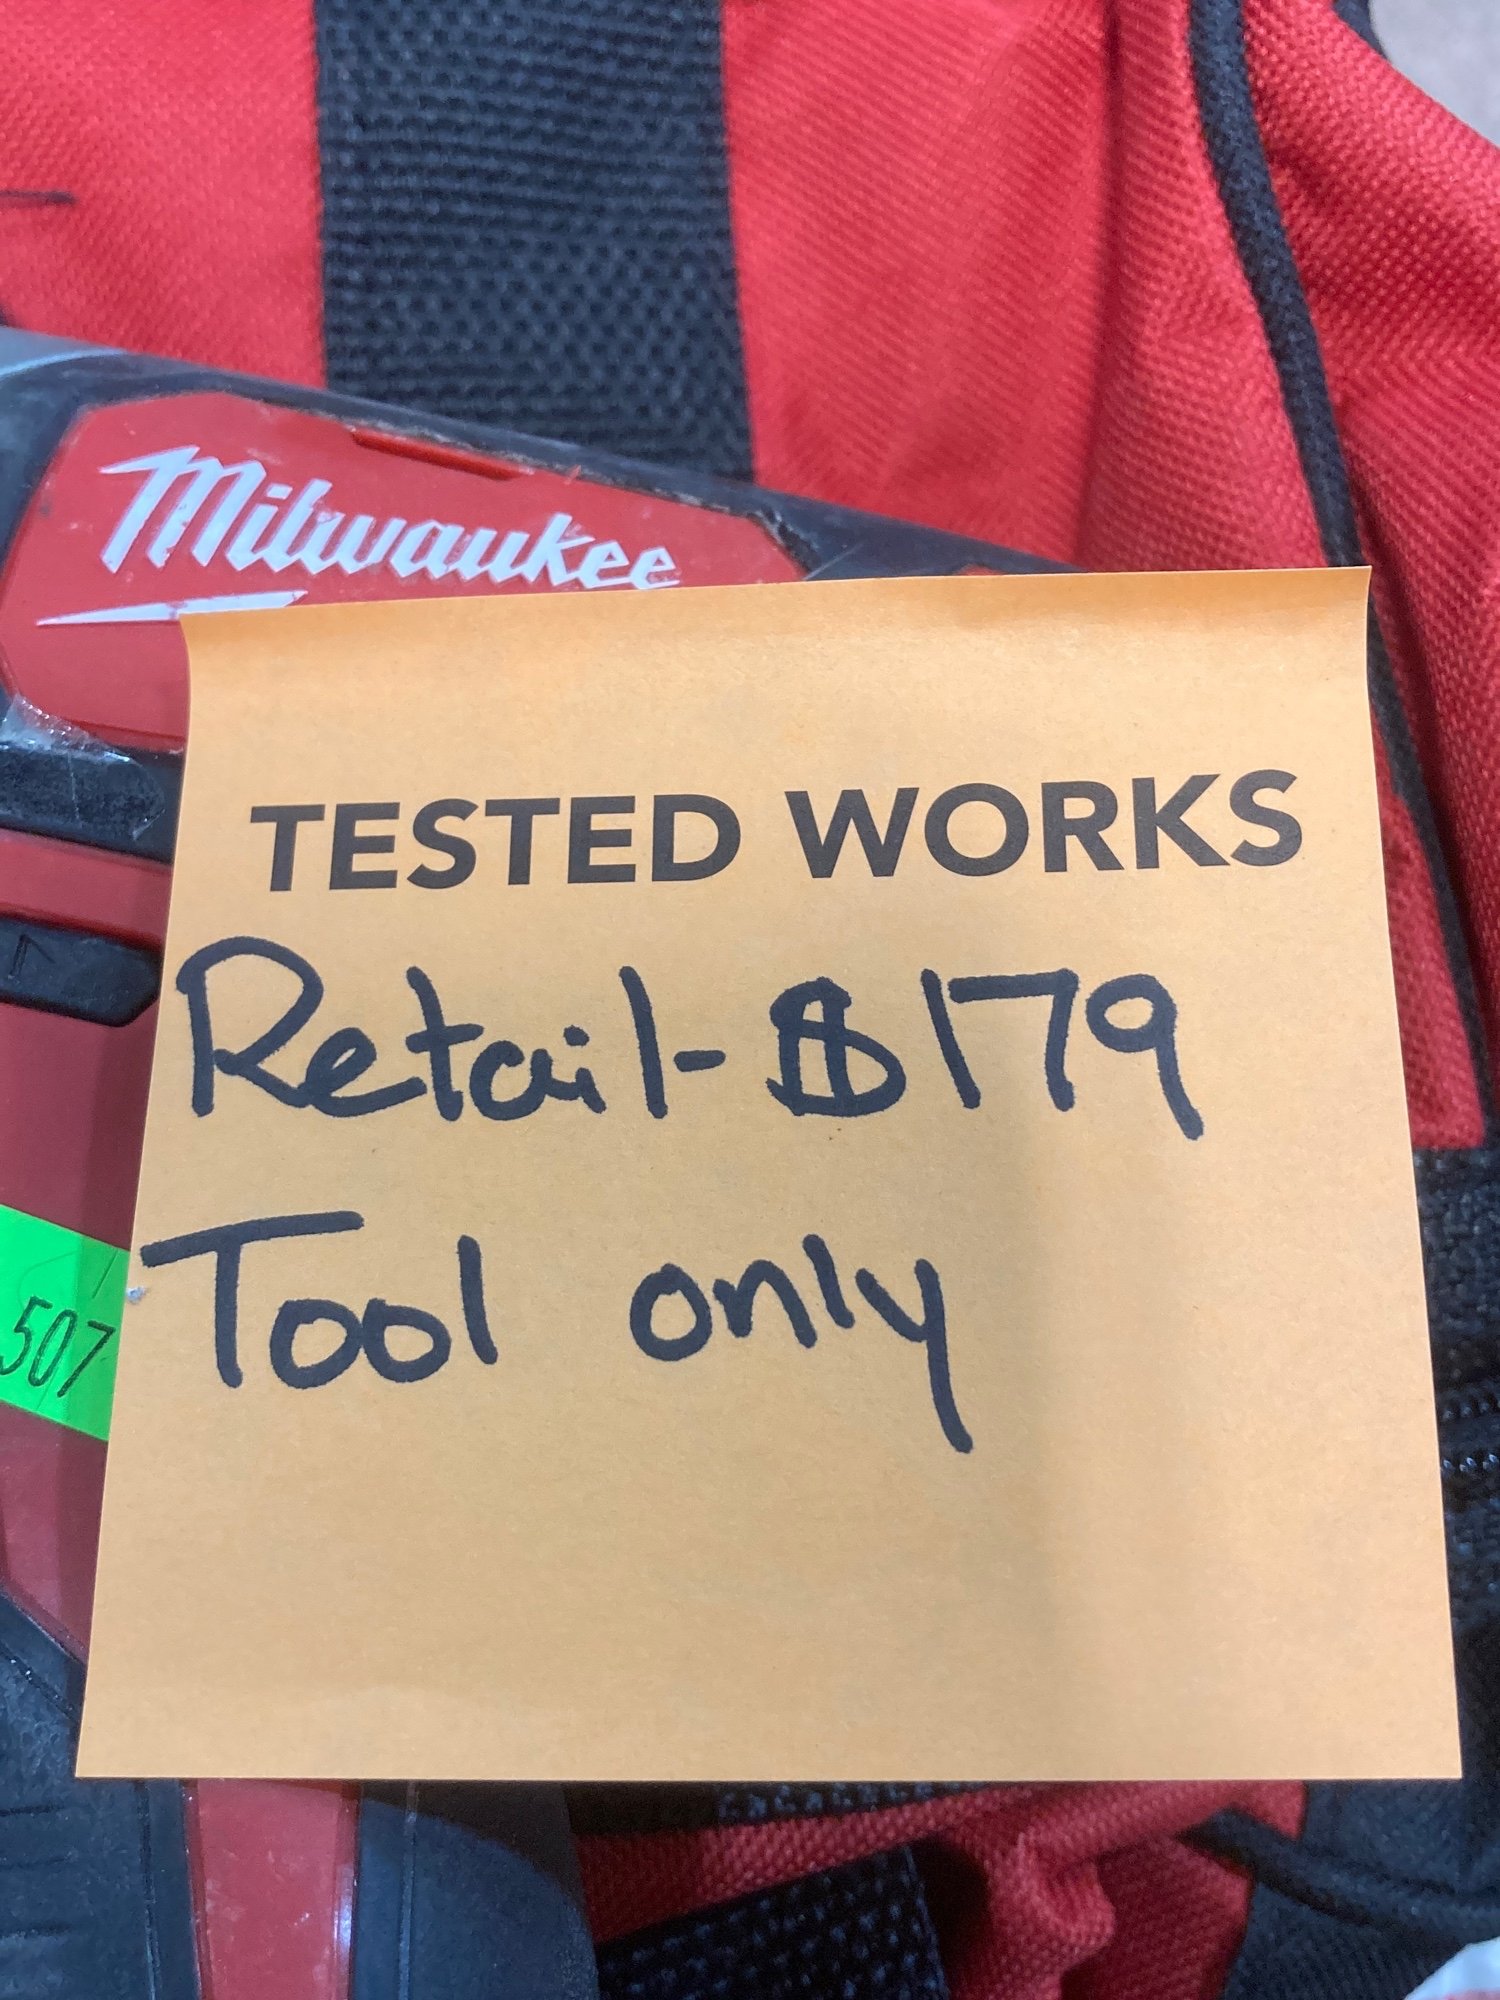 Milwaukee
TESTED WORKS
Retail-$179
Tool only
507